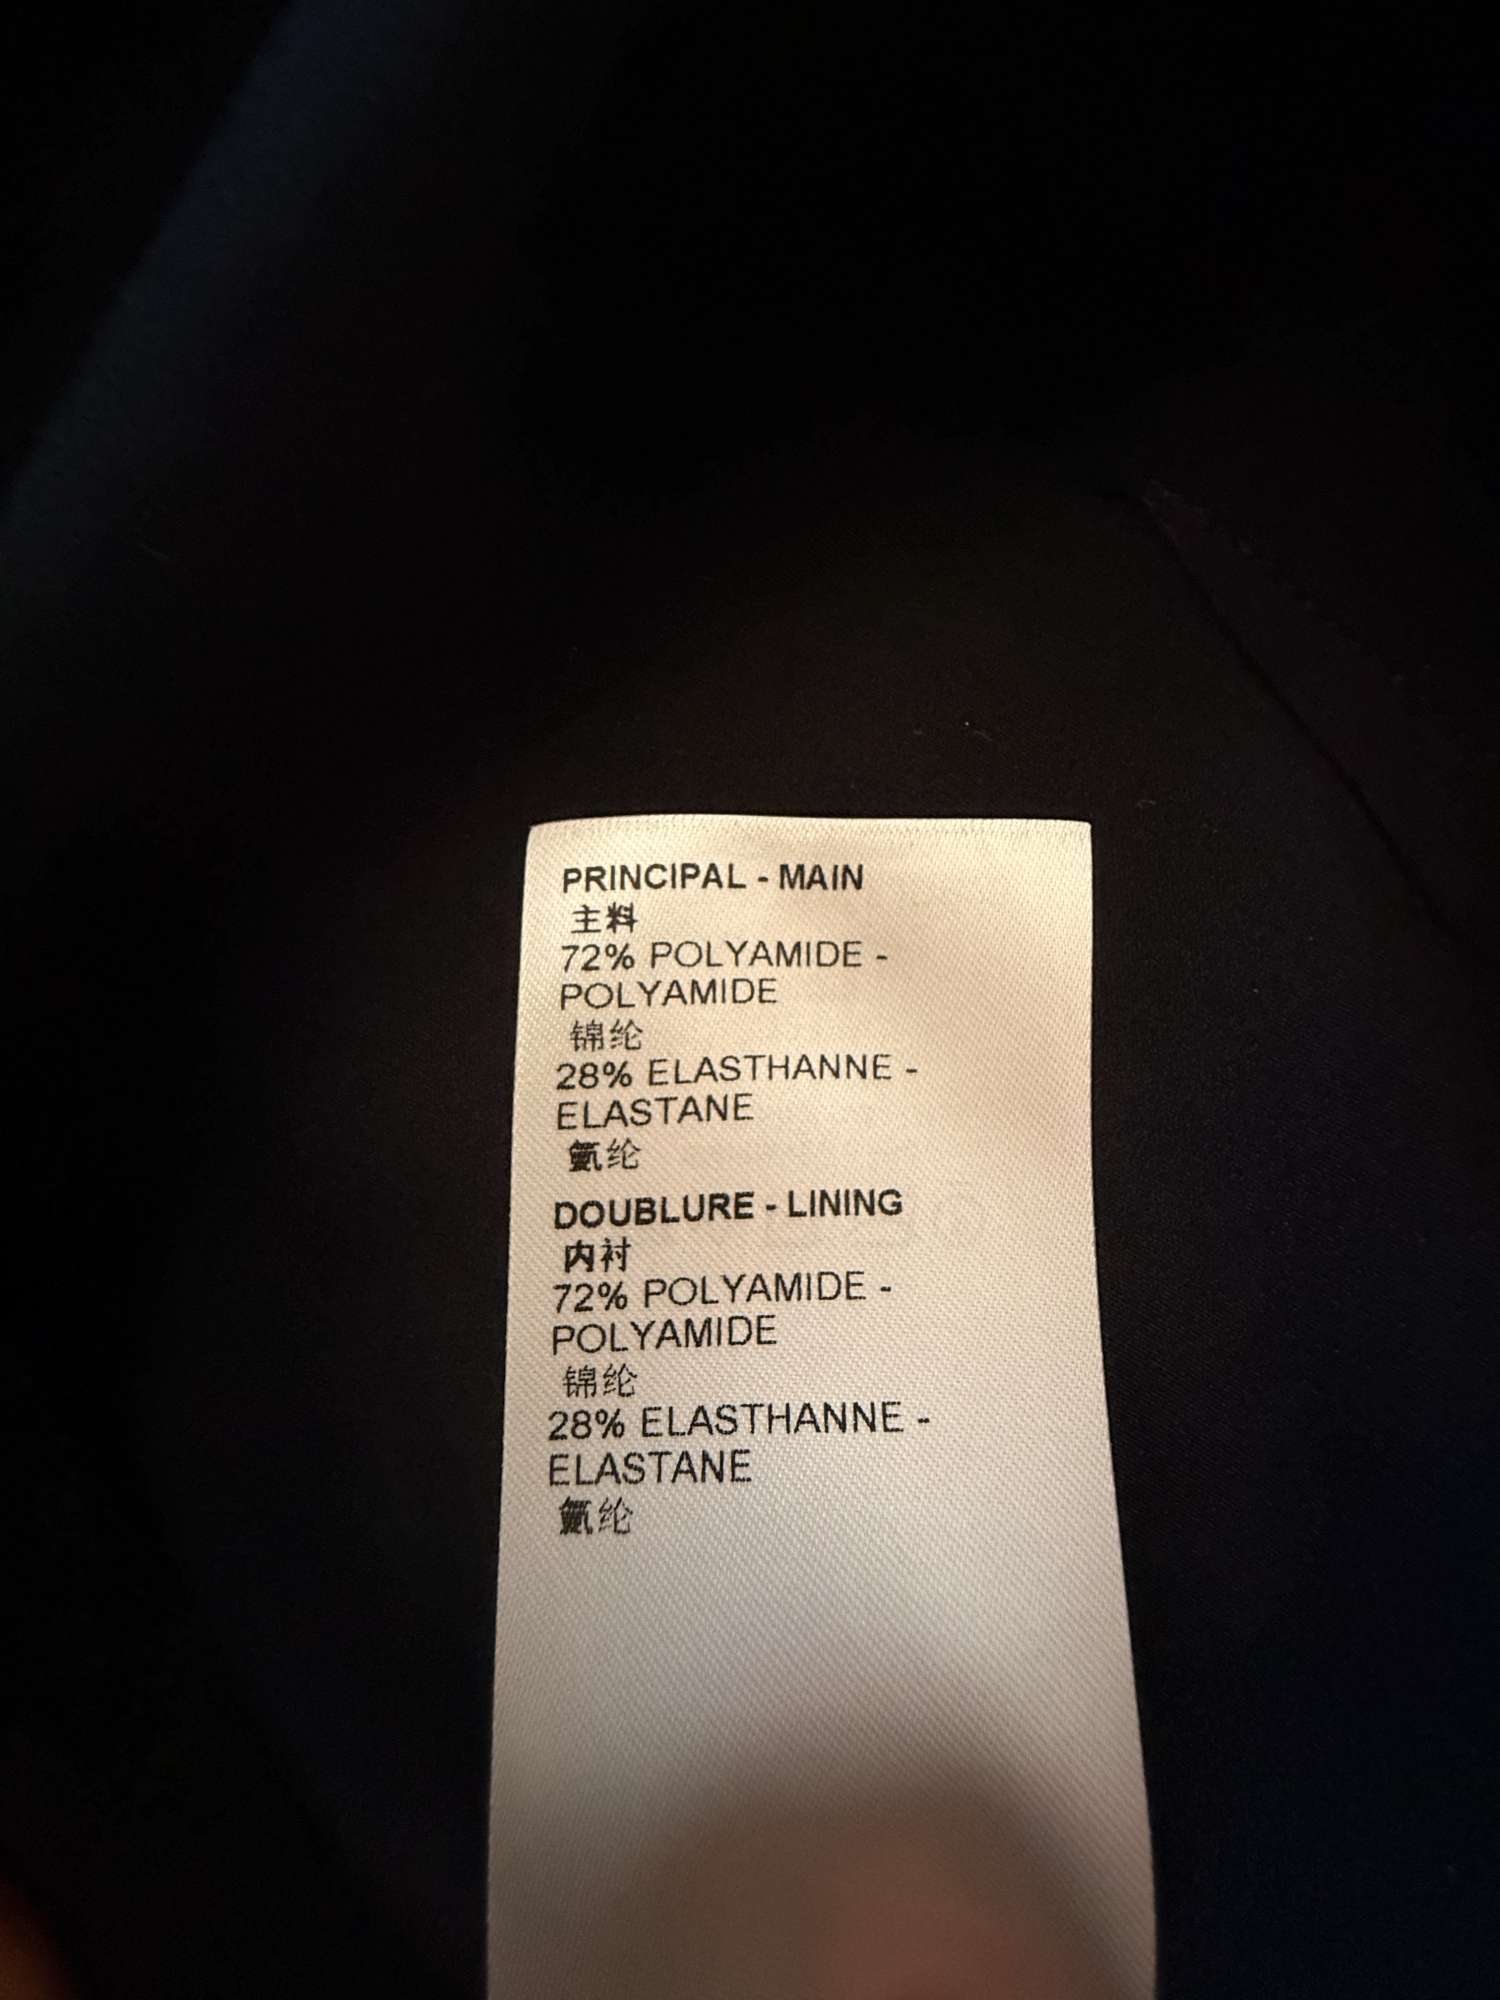 PRINCIPAL - MAIN
主料
72% POLYAMIDE -
POLYAMIDE
锦纶
28% ELASTHANNE -
ELASTANE
氨纶
DOUBLURE - LINING
内衬
72% POLYAMIDE -
POLYAMIDE
锦纶
28% ELASTHANNE -
ELASTANE
氨纶